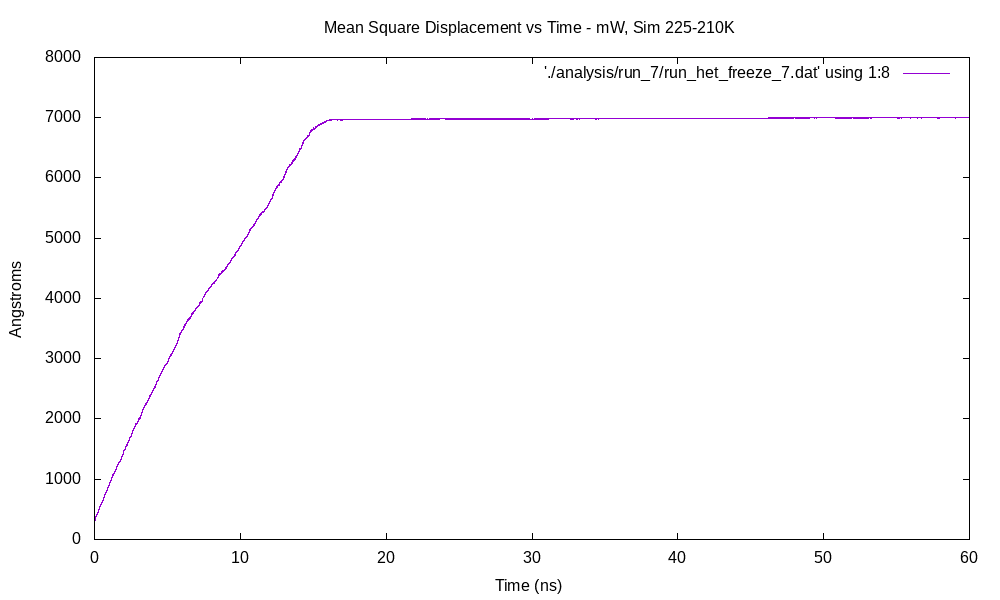 Mean Square Displacement vs Time - mW, Sim 225-210K
'./analysis/run_7/run_het_freeze_7.dat' using 1:8
8000
7000
6000
5000
4000
3000
2000
1000
0
Angstroms
0 10 20 30 40 50 60
Time (ns)